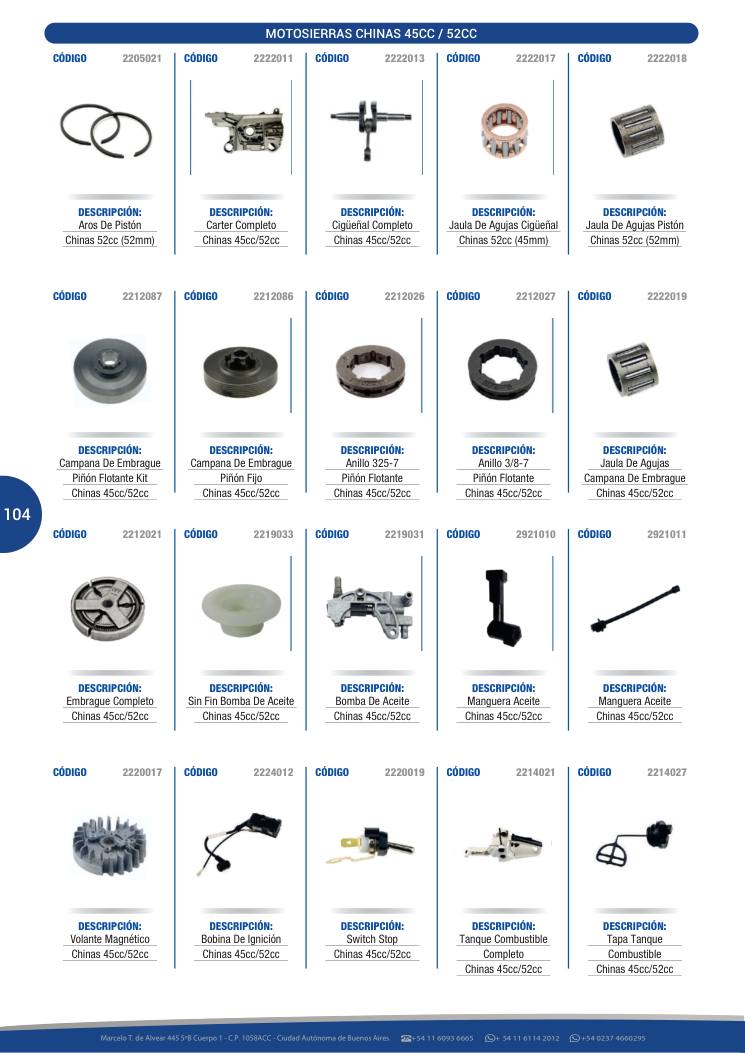 MOTOSIERRAS CHINAS 45CC / 52CC
CÓDIGO 2205021
DESCRIPCIÓN:
Aros De Pistón
Chinas 52cc (52mm)
CÓDIGO 2222011
DESCRIPCIÓN:
Carter Completo
Chinas 45cc/52cc
CÓDIGO 2222013
DESCRIPCIÓN:
Cigüeñal Completo
Chinas 45cc/52cc
CÓDIGO 2222017
DESCRIPCIÓN:
Jaula De Agujas Cigüeñal
Chinas 52cc (45mm)
CÓDIGO 2222018
DESCRIPCIÓN:
Jaula De Agujas Pistón
Chinas 52cc (52mm)
CÓDIGO 2212087
DESCRIPCIÓN:
Campana De Embrague
Piñón Flotante Kit
Chinas 45cc/52cc
CÓDIGO 2212086
DESCRIPCIÓN:
Campana De Embrague
Piñón Fijo
Chinas 45cc/52cc
CÓDIGO 2212026
DESCRIPCIÓN:
Anillo 325-7
Piñón Flotante
Chinas 45cc/52cc
CÓDIGO 2212027
DESCRIPCIÓN:
Anillo 3/8-7
Piñón Flotante
Chinas 45cc/52cc
CÓDIGO 2222019
DESCRIPCIÓN:
Jaula De Agujas
Campana De Embrague
Chinas 45cc/52cc
104
CÓDIGO 2212021
DESCRIPCIÓN:
Embrague Completo
Chinas 45cc/52cc
CÓDIGO 2219033
DESCRIPCIÓN:
Sin Fin Bomba De Aceite
Chinas 45cc/52cc
CÓDIGO 2219031
DESCRIPCIÓN:
Bomba De Aceite
Chinas 45cc/52cc
CÓDIGO 2921010
DESCRIPCIÓN:
Manguera Aceite
Chinas 45cc/52cc
CÓDIGO 2921011
DESCRIPCIÓN:
Manguera Aceite
Chinas 45cc/52cc
CÓDIGO 2220017
DESCRIPCIÓN:
Volante Magnético
Chinas 45cc/52cc
CÓDIGO 2224012
DESCRIPCIÓN:
Bobina De Ignición
Chinas 45cc/52cc
CÓDIGO 2220019
DESCRIPCIÓN:
Switch Stop
Chinas 45cc/52cc
CÓDIGO 2214021
DESCRIPCIÓN:
Tanque Combustible
Completo
Chinas 45cc/52cc
CÓDIGO 2214027
DESCRIPCIÓN:
Tapa Tanque
Combustible
Chinas 45cc/52cc
Marcelo T. de Alvear 445 5ºB Cuerpo 1 - C.P. 1058ACC - Ciudad Autónoma de Buenos Aires. +54 11 6093 6665 + 54 11 6114 2012 +54 0237 4660295